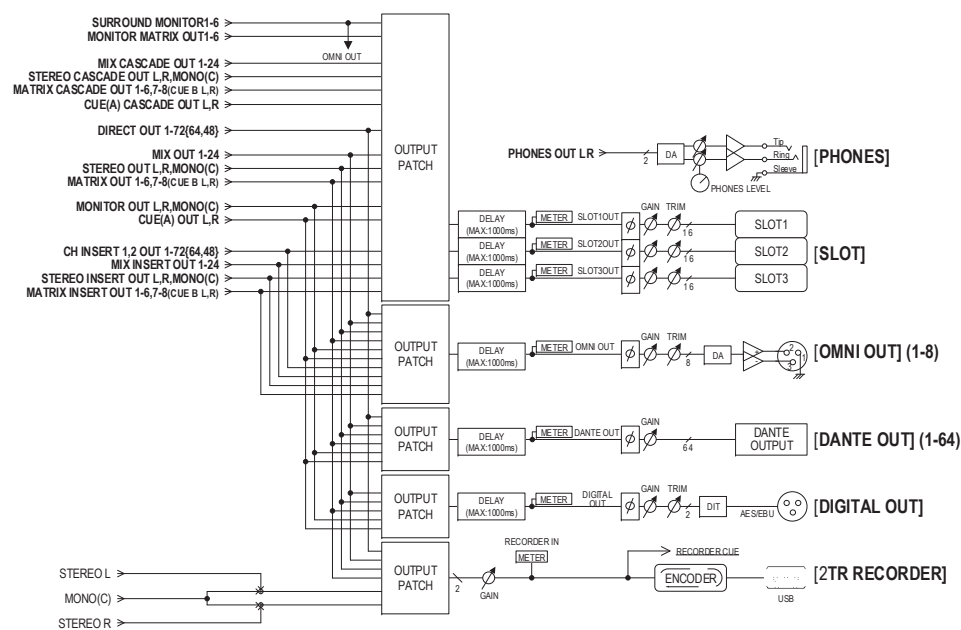 SURROUND MONITOR1-6
MONITOR MATRIX OUT1-6
OMNI OUT
MIX CASCADE OUT 1-24
STEREO CASCADE OUT L,R,MONO(C)
MATRIX CASCADE OUT 1-6,7-8(CUE B L,R)
CUE(A) CASCADE OUT L,R
DIRECT OUT 1-72{64,48}
MIX OUT 1-24
STEREO OUT L,R,MONO(C)
MATRIX OUT 1-6,7-8(CUE B L,R)
MONITOR OUT L,R,MONO(C)
CUE(A) OUT L,R
CH INSERT 1,2 OUT 1-72{64,48}
MIX INSERT OUT 1-24
STEREO INSERT OUT L,R,MONO(C)
MATRIX INSERT OUT 1-6,7-8(CUE B L,R)
OUTPUT
PATCH
PHONES OUT LR
2
DA
PHONES LEVEL
Tip
Ring
Sleeve
[PHONES]
GAIN TRIM
DELAY
(MAX:1000ms)
METER
SLOT1OUT
ϕ
16
SLOT1
DELAY
(MAX:1000ms)
METER
SLOT2OUT
ϕ
16
SLOT2
[SLOT]
DELAY
(MAX:1000ms)
METER
SLOT3OUT
ϕ
16
SLOT3
OUTPUT
PATCH
DELAY
(MAX:1000ms)
METER
OMNI OUT
ϕ
GAIN TRIM
8
DA
+
-
2
1
3
[OMNI OUT] (1-8)
OUTPUT
PATCH
DELAY
(MAX:1000ms)
METER
DANTE OUT
ϕ
GAIN
64
DANTE
OUTPUT
[DANTE OUT] (1-64)
OUTPUT
PATCH
DELAY
(MAX:1000ms)
METER
DIGITAL
OUT
ϕ
GAIN TRIM
2
DIT
AES/EBU
[DIGITAL OUT]
STEREO L
MONO(C)
STEREO R
OUTPUT
PATCH
2
GAIN
RECORDER IN
METER
RECORDER CUE
ENCODER
USB
[2TR RECORDER]